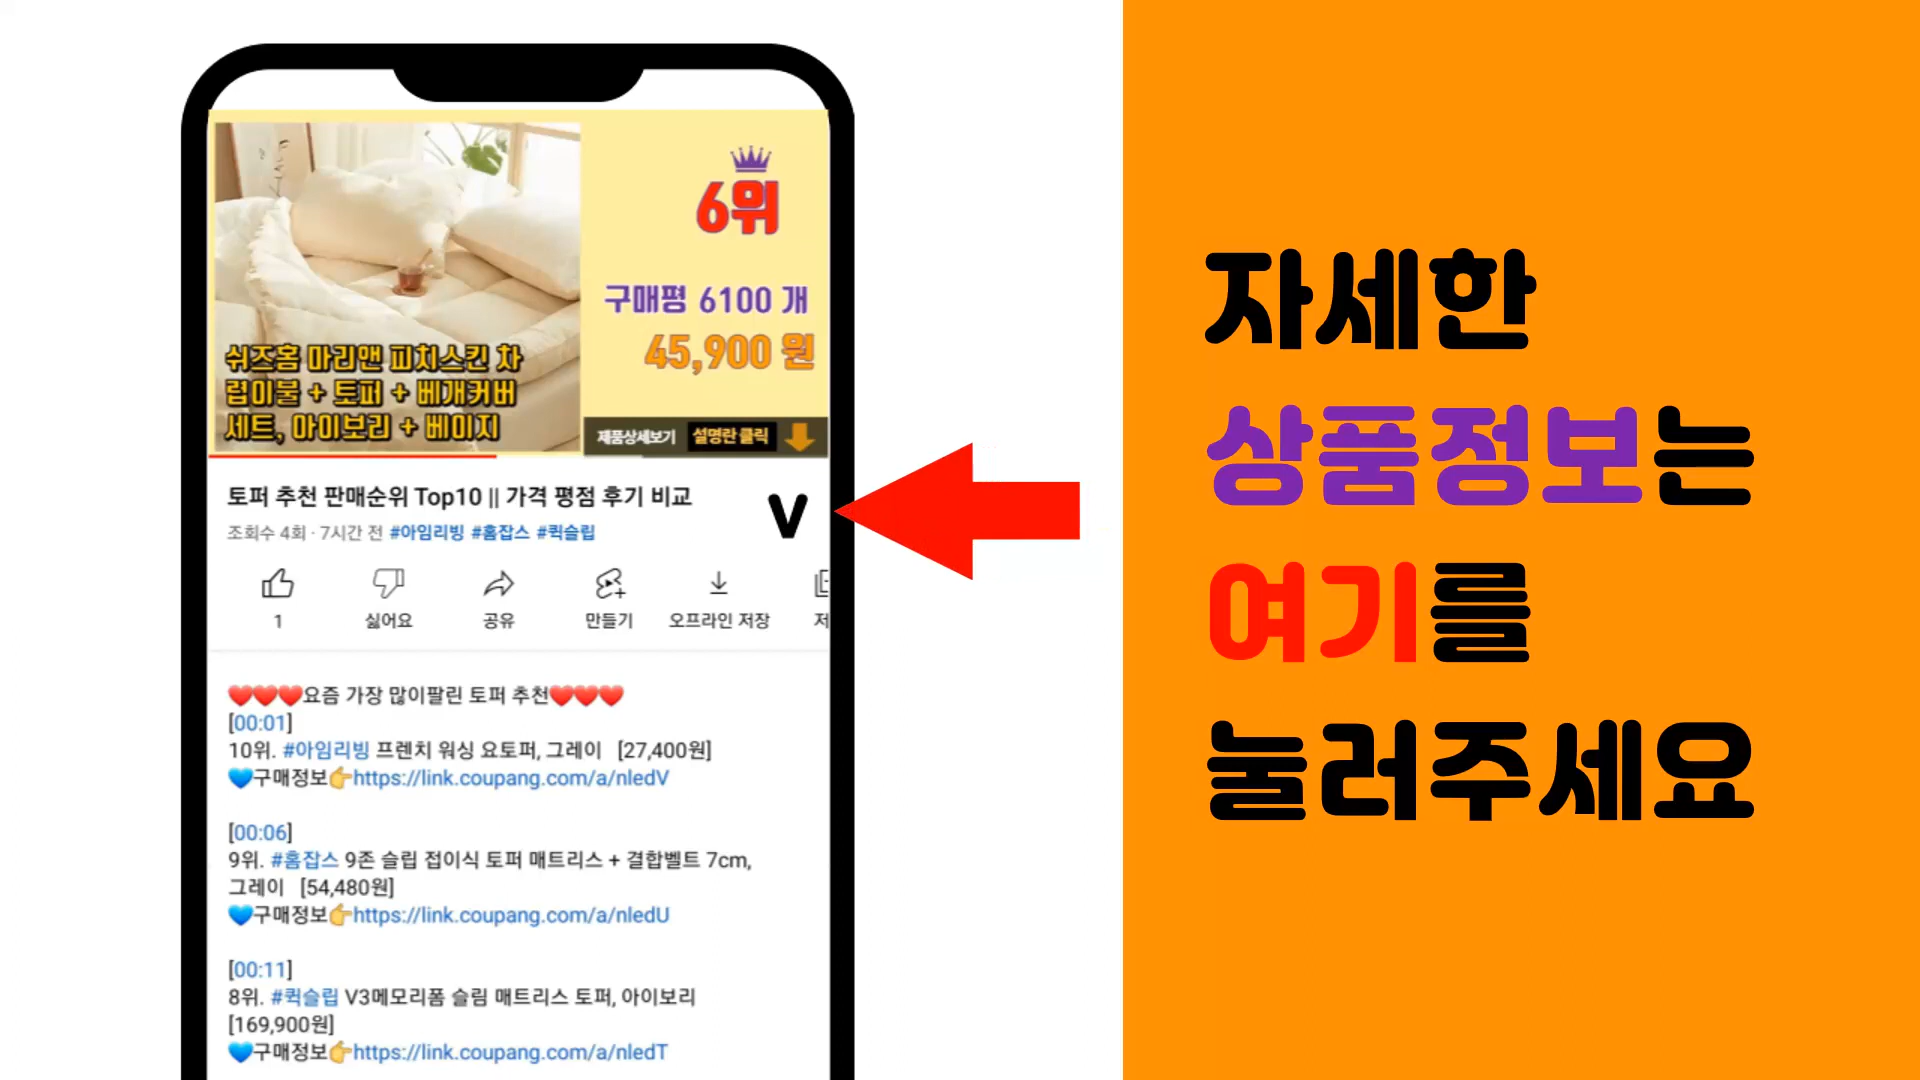 6위
구매평 6100 개
45,900 원
쉬즈홈 마리앤 피치스킨 차
렵이불 + 토퍼 + 베개커버
세트, 아이보리 + 베이지
제품상세보기 설명란 클릭
토퍼 추천 판매순위 Top10 || 가격 평점 후기 비교
V
조회수 4회 · 7시간 전 #아임리빙 #홈잡스 #퀵슬립
1 싫어요 공유 만들기 오프라인 저장 저
❤️❤️❤️요즘 가장 많이팔린 토퍼 추천❤️❤️❤️
[00:01]
10위. #아임리빙 프렌치 워싱 요토퍼, 그레이 [27,400원]
💙구매정보👉https://link.coupang.com/a/nledV
[00:06]
9위. #홈잡스 9존 슬립 접이식 토퍼 매트리스 + 결합벨트 7cm,
그레이 [54,480원]
💙구매정보👉https://link.coupang.com/a/nledU
[00:11]
8위. #퀵슬립 V3메모리폼 슬림 매트리스 토퍼, 아이보리
[169,900원]
💙구매정보👉https://link.coupang.com/a/nledT
자세한
상품정보는
여기를
눌러주세요